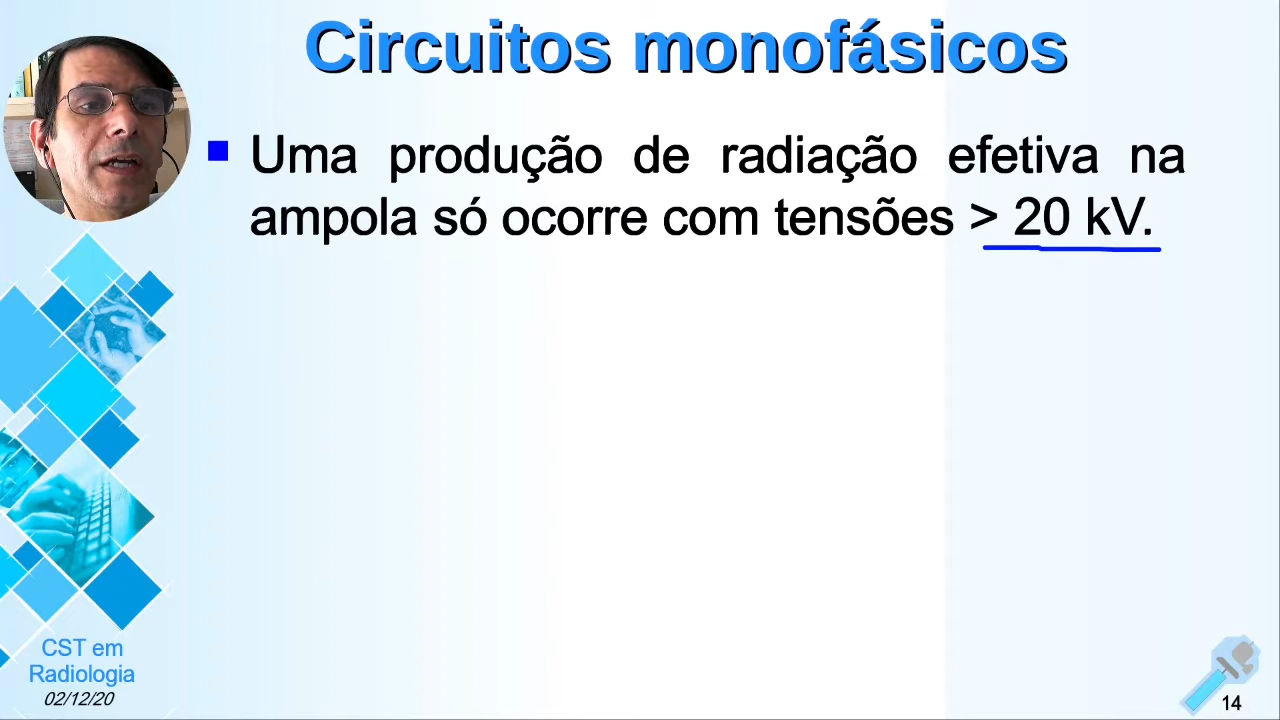 Circuitos monofásicos
Uma produção de radiação efetiva na
ampola só ocorre com tensões > 20 kV.
CST em
Radiologia
02/12/20
14